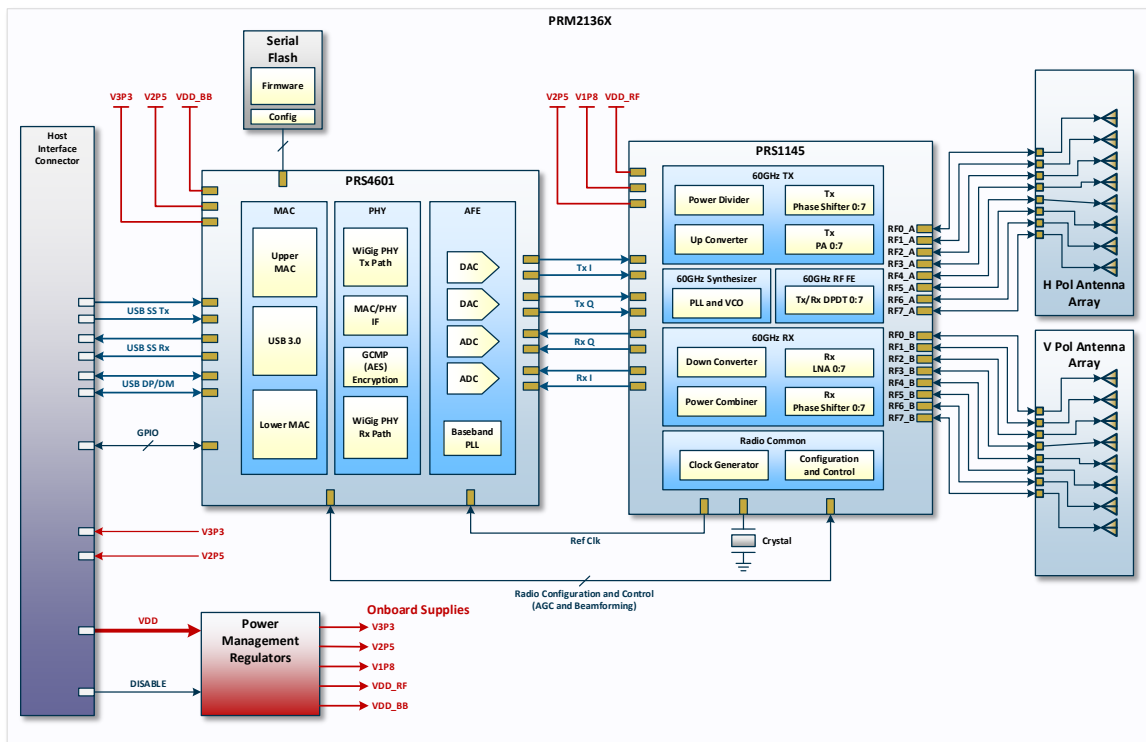 PRM2136X
Serial
Flash
Firmware
Config
V3P3
V2P5
VDD_BB
Host
Interface
Connector
USB SS Tx
USB SS Rx
USB DP/DM
GPIO
V3P3
V2P5
VDD
DISABLE
PRS4601
MAC
Upper
MAC
USB 3.0
Lower MAC
PHY
WiGig PHY
Tx Path
MAC/PHY
IF
GCMP
(AES)
Encryption
WiGig PHY
Rx Path
AFE
DAC
DAC
ADC
ADC
Baseband
PLL
Tx I
Tx Q
Rx Q
Rx I
V2P5
V1P8
VDD_RF
PRS1145
60GHz TX
Power Divider
Tx
Phase Shifter 0:7
Up Converter
Tx
PA 0:7
60GHz Synthesizer
PLL and VCO
60GHz RF FE
Tx/Rx DPDT 0:7
60GHz RX
Down Converter
Rx
LNA 0:7
Power Combiner
Rx
Phase Shifter 0:7
Radio Common
Clock Generator
Configuration
and Control
RF0_A
RF1_A
RF2_A
RF3_A
RF4_A
RF5_A
RF6_A
RF7_A
RF0_B
RF1_B
RF2_B
RF3_B
RF4_B
RF5_B
RF6_B
RF7_B
H Pol Antenna
Array
V Pol Antenna
Array
Ref Clk
Crystal
Radio Configuration and Control
(AGC and Beamforming)
Power
Management
Regulators
Onboard Supplies
V3P3
V2P5
V1P8
VDD_RF
VDD_BB